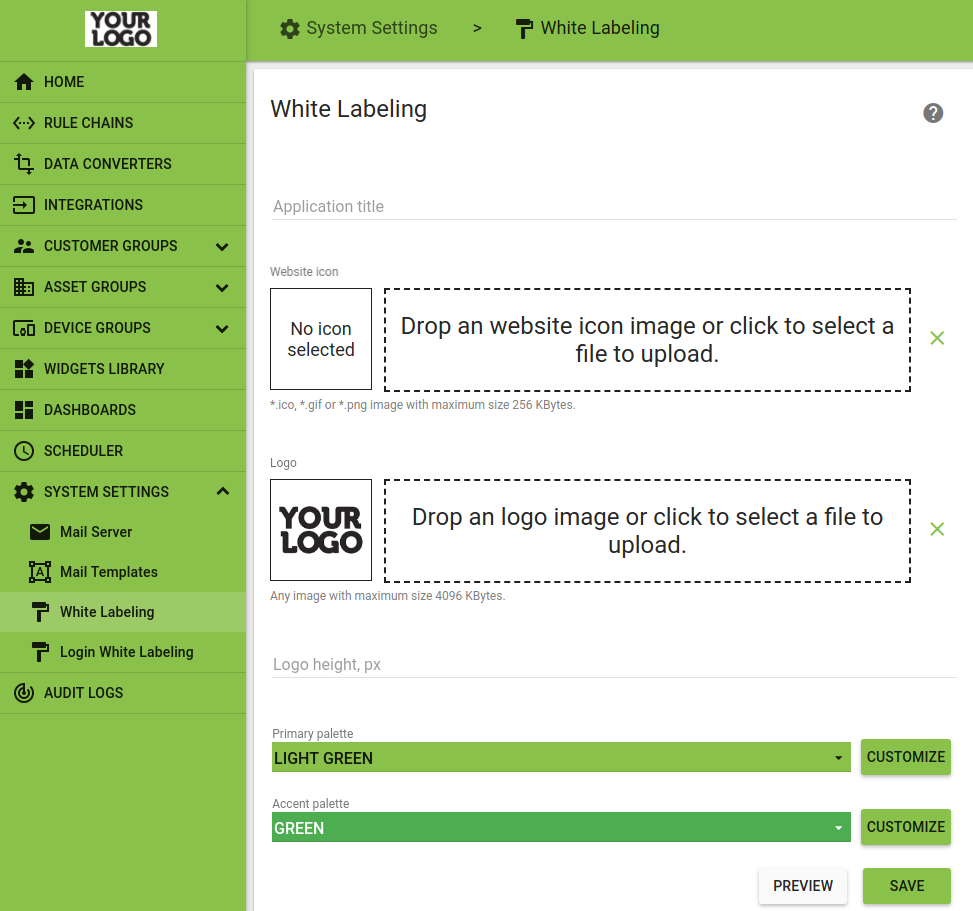 YOUR
LOGO
System Settings > White Labeling
HOME
RULE CHAINS
DATA CONVERTERS
INTEGRATIONS
CUSTOMER GROUPS
ASSET GROUPS
DEVICE GROUPS
WIDGETS LIBRARY
DASHBOARDS
SCHEDULER
SYSTEM SETTINGS
Mail Server
Mail Templates
White Labeling
Login White Labeling
AUDIT LOGS
White Labeling
?
Application title
Website icon
No icon
selected
Drop an website icon image or click to select a
file to upload.
*.ico, *.gif or *.png image with maximum size 256 KBytes.
Logo
YOUR
LOGO
Drop an logo image or click to select a file to
upload.
Any image with maximum size 4096 KBytes.
Logo height, px
Primary palette
LIGHT GREEN
CUSTOMIZE
Accent palette
GREEN
CUSTOMIZE
PREVIEW
SAVE